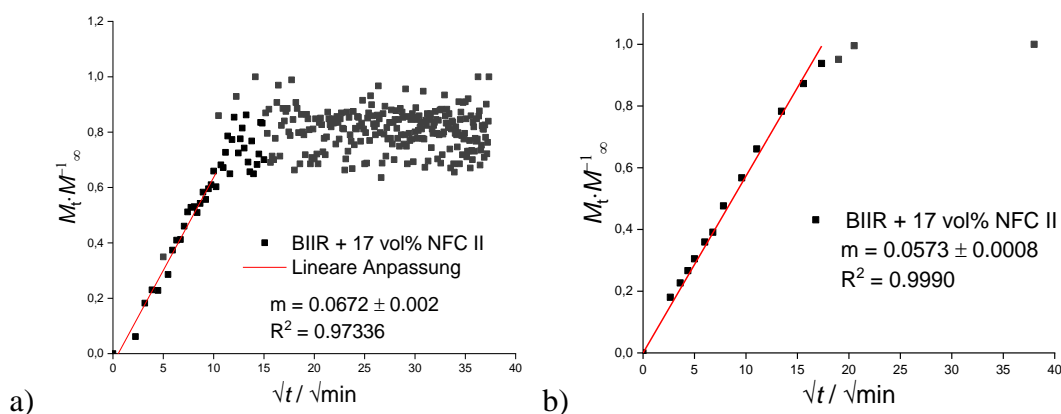 1,2
1,0
0,8
0,6
0,4
0,2
0,0
0 5 10 15 20 25 30 35 40
Mt·M⁻¹∞
√t / √min
BIIR + 17 vol% NFC II
Lineare Anpassung
m = 0.0672 ± 0.002
R² = 0.97336
a)
1,0
0,8
0,6
0,4
0,2
0,0
0 5 10 15 20 25 30 35 40
Mt·M⁻¹∞
√t / √min
BIIR + 17 vol% NFC II
m = 0.0573 ± 0.0008
R² = 0.9990
b)